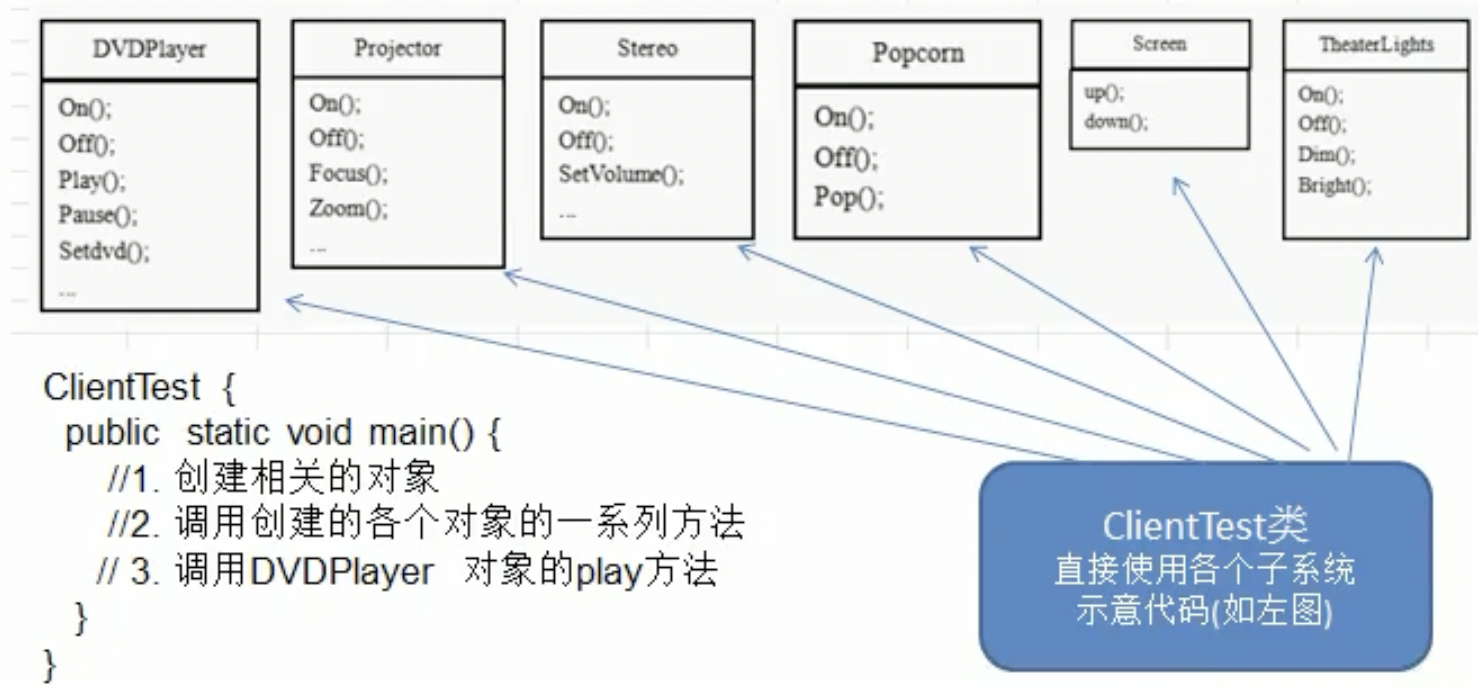 DVDPlayer
On();
Off();
Play();
Pause();
Setdvd();
...
Projector
On();
Off();
Focus();
Zoom();
...
Stereo
On();
Off();
SetVolume();
...
Popcorn
On();
Off();
Pop();
Screen
up();
down();
TheaterLights
On();
Off();
Dim();
Bright();
ClientTest {
public static void main() {
//1. 创建相关的对象
//2. 调用创建的各个对象的一系列方法
// 3. 调用DVDPlayer 对象的play方法
}
}
ClientTest类
直接使用各个子系统
示意代码(如左图)